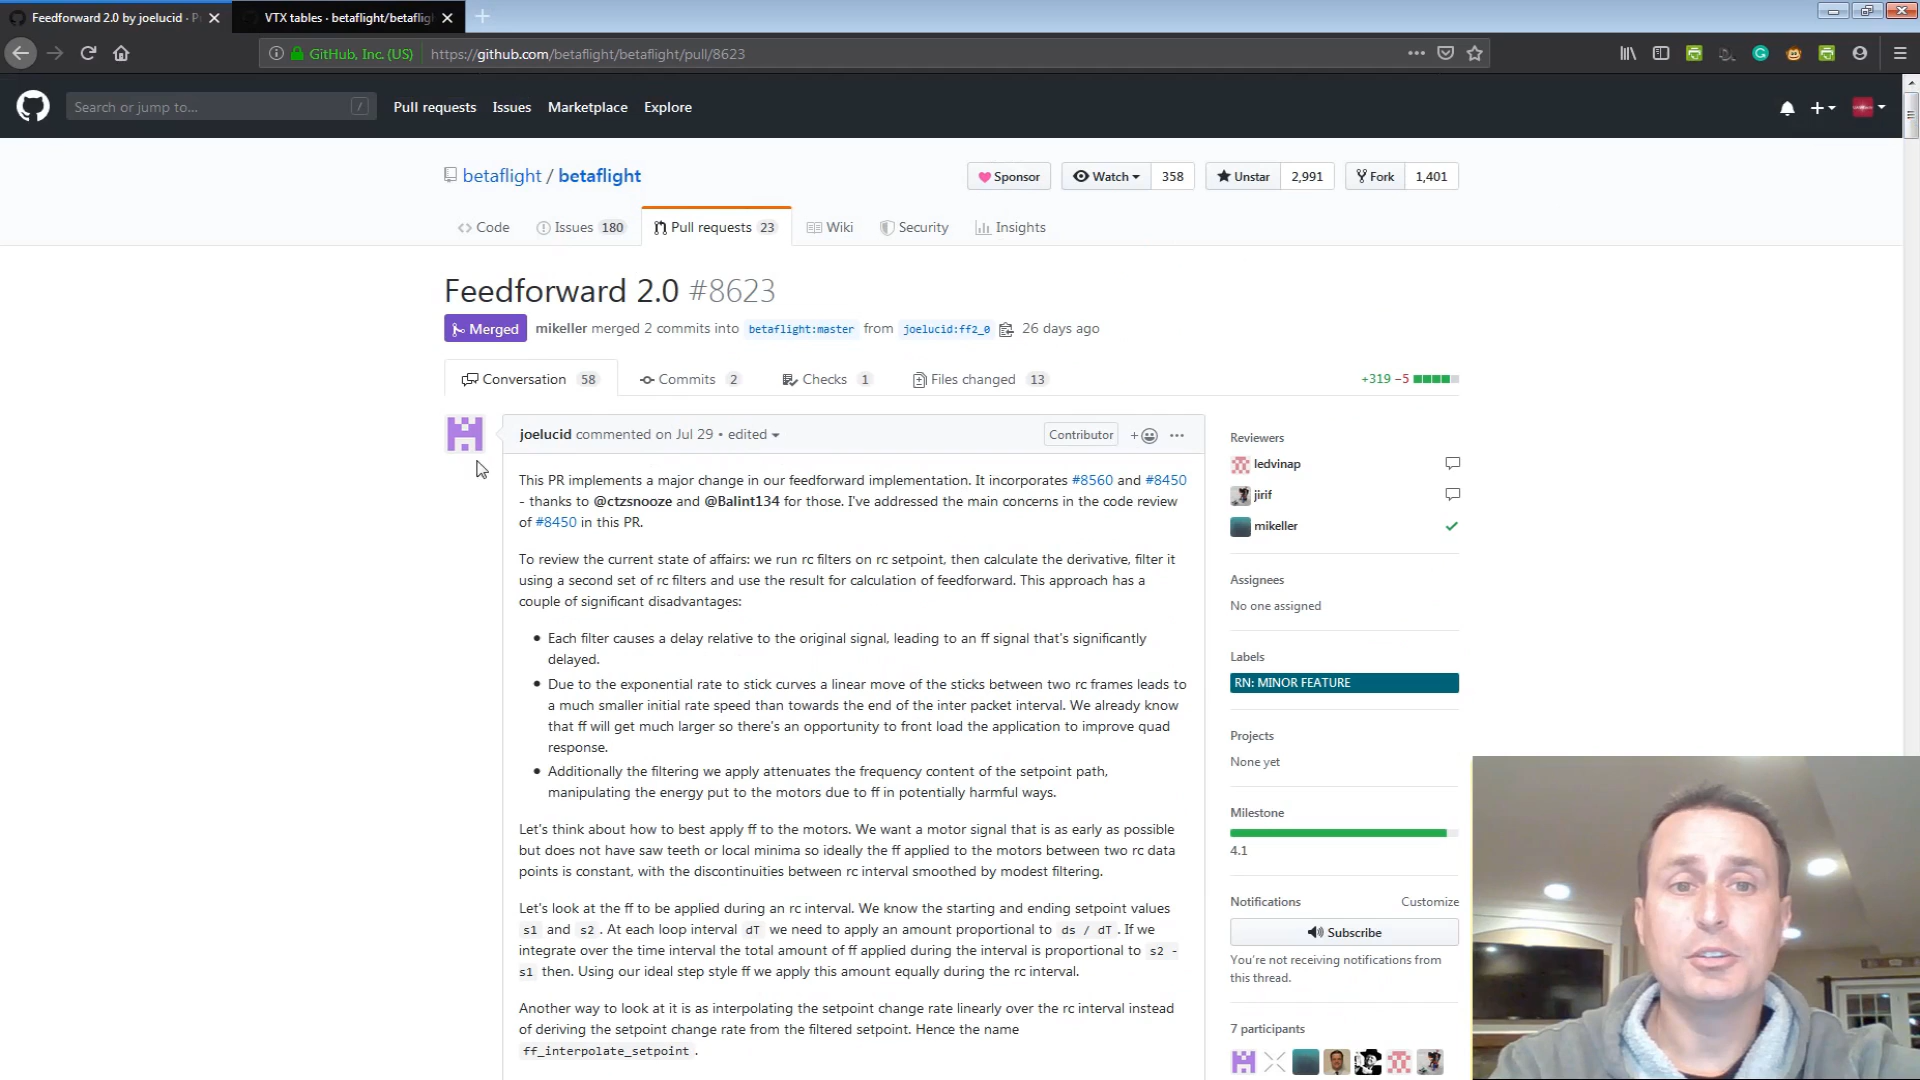 Feedforward 2.0 by joelucid · P
VTX tables · betaflight/betaflig
GitHub, Inc. (US)
https://github.com/betaflight/betaflight/pull/8623
Search or jump to...
/
Pull requests
Issues
Marketplace
Explore
betaflight / betaflight
Sponsor
Watch
358
Unstar
2,991
Fork
1,401
Code
Issues 180
Pull requests 23
Wiki
Security
Insights
Feedforward 2.0 #8623
Merged
mikeller merged 2 commits into betaflight:master from joelucid:ff2_0 26 days ago
Conversation 58
Commits 2
Checks 1
Files changed 13
+319 −5
joelucid commented on Jul 29 • edited
Contributor
This PR implements a major change in our feedforward implementation. It incorporates #8560 and #8450
- thanks to @ctzsnooze and @Balint134 for those. I've addressed the main concerns in the code review
of #8450 in this PR.
To review the current state of affairs: we run rc filters on rc setpoint, then calculate the derivative, filter it
using a second set of rc filters and use the result for calculation of feedforward. This approach has a
couple of significant disadvantages:
• Each filter causes a delay relative to the original signal, leading to an ff signal that's significantly
delayed.
• Due to the exponential rate to stick curves a linear move of the sticks between two rc frames leads to
a much smaller initial rate speed than towards the end of the inter packet interval. We already know
that ff will get much larger so there's an opportunity to front load the application to improve quad
response.
• Additionally the filtering we apply attenuates the frequency content of the setpoint path,
manipulating the energy put to the motors due to ff in potentially harmful ways.
Let's think about how to best apply ff to the motors. We want a motor signal that is as early as possible
but does not have saw teeth or local minima so ideally the ff applied to the motors between two rc data
points is constant, with the discontinuities between rc interval smoothed by modest filtering.
Let's look at the ff to be applied during an rc interval. We know the starting and ending setpoint values
s1 and s2 . At each loop interval dT we need to apply an amount proportional to ds / dT . If we
integrate over the time interval the total amount of ff applied during the interval is proportional to s2 -
s1 then. Using our ideal step style ff we apply this amount equally during the rc interval.
Another way to look at it is as interpolating the setpoint change rate linearly over the rc interval instead
of deriving the setpoint change rate from the filtered setpoint. Hence the name
ff_interpolate_setpoint .
Reviewers
ledvinap
jirif
mikeller
Assignees
No one assigned
Labels
RN: MINOR FEATURE
Projects
None yet
Milestone
4.1
Notifications
Customize
Subscribe
You're not receiving notifications from
this thread.
7 participants